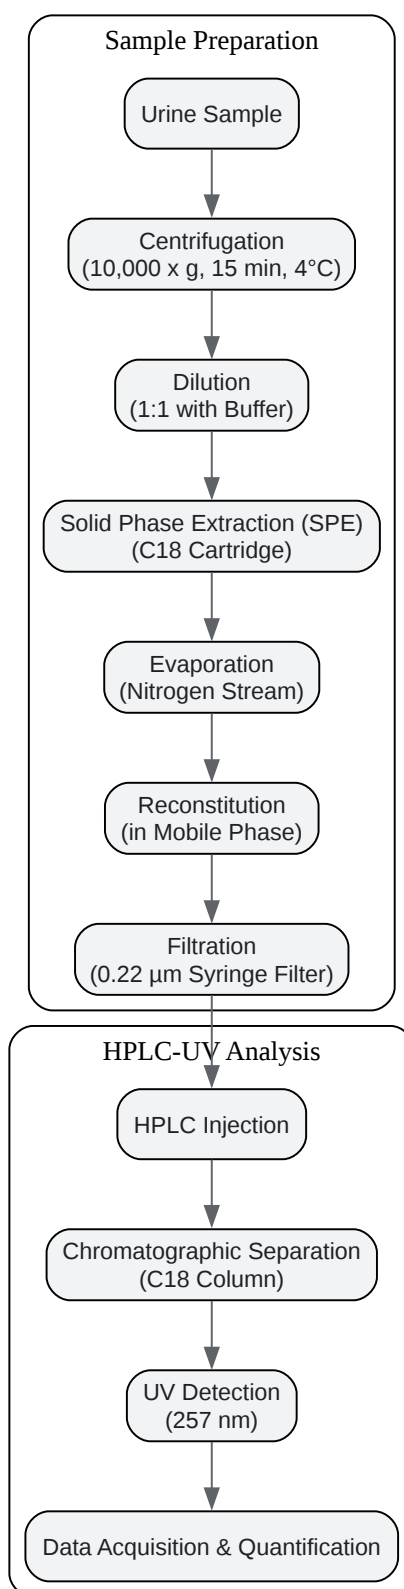 Sample Preparation
Urine Sample
Centrifugation
(10,000 x g, 15 min, 4°C)
Dilution
(1:1 with Buffer)
Solid Phase Extraction (SPE)
(C18 Cartridge)
Evaporation
(Nitrogen Stream)
Reconstitution
(in Mobile Phase)
Filtration
(0.22 µm Syringe Filter)
HPLC-UV Analysis
HPLC Injection
Chromatographic Separation
(C18 Column)
UV Detection
(257 nm)
Data Acquisition & Quantification